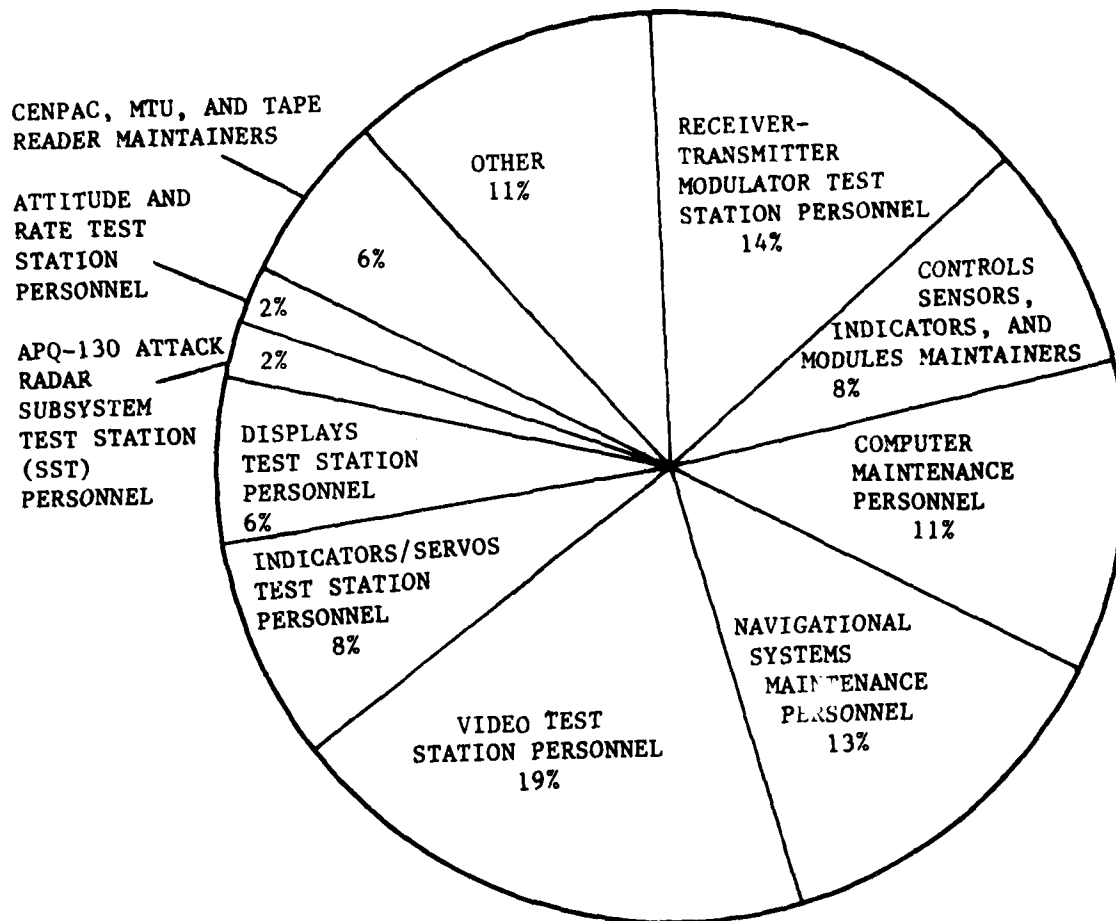 CENPAC, MTU, AND TAPE
READER MAINTAINERS
ATTITUDE AND
RATE TEST
STATION
PERSONNEL
APQ-130 ATTACK
RADAR
SUBSYSTEM
TEST STATION
(SST)
PERSONNEL
OTHER
11%
6%
2%
2%
RECEIVER-
TRANSMITTER
MODULATOR TEST
STATION PERSONNEL
14%
CONTROLS
SENSORS,
INDICATORS, AND
MODULES MAINTAINERS
8%
COMPUTER
MAINTENANCE
PERSONNEL
11%
NAVIGATIONAL
SYSTEMS
MAINTENANCE
PERSONNEL
13%
VIDEO TEST
STATION PERSONNEL
19%
INDICATORS/SERVOS
TEST STATION
PERSONNEL
8%
DISPLAYS
TEST STATION
PERSONNEL
6%